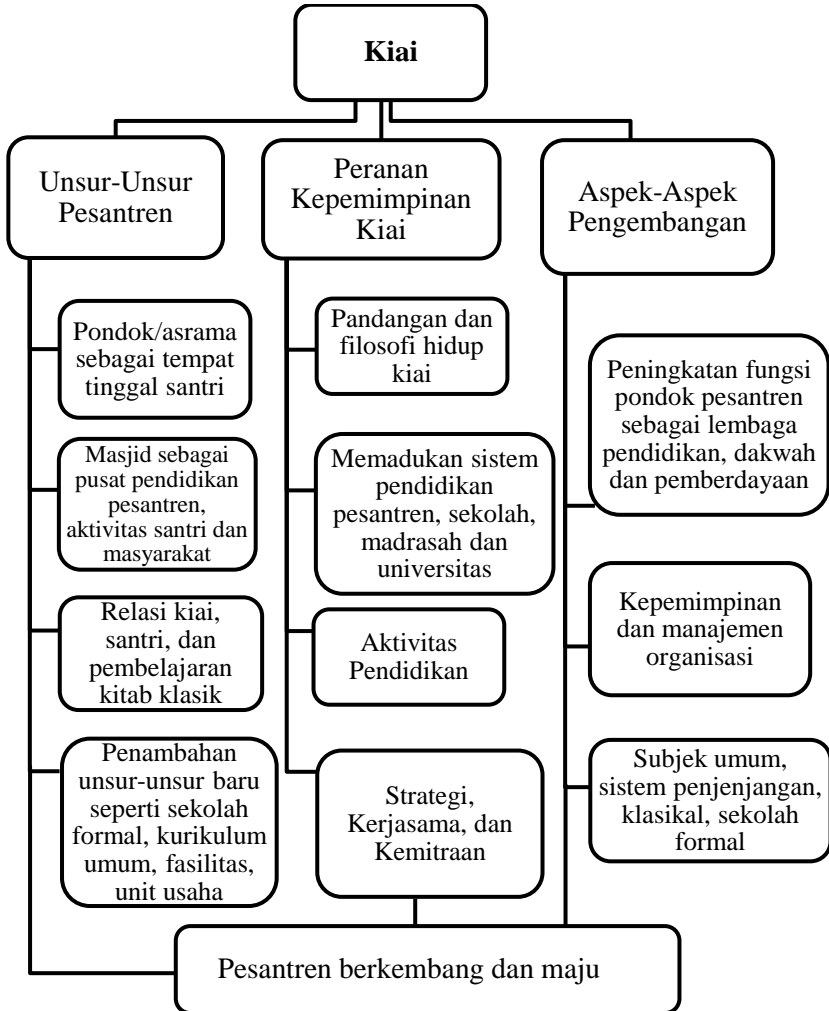 Kiai
Unsur-Unsur
Pesantren
Peranan
Kepemimpinan
Kiai
Aspek-Aspek
Pengembangan
Pondok/asrama
sebagai tempat
tinggal santri
Masjid sebagai
pusat pendidikan
pesantren,
aktivitas santri dan
masyarakat
Relasi kiai,
santri, dan
pembelajaran
kitab klasik
Penambahan
unsur-unsur baru
seperti sekolah
formal, kurikulum
umum, fasilitas,
unit usaha
Pandangan dan
filosofi hidup
kiai
Memadukan sistem
pendidikan
pesantren, sekolah,
madrasah dan
universitas
Aktivitas
Pendidikan
Strategi,
Kerjasama, dan
Kemitraan
Peningkatan fungsi
pondok pesantren
sebagai lembaga
pendidikan, dakwah
dan pemberdayaan
Kepemimpinan
dan manajemen
organisasi
Subjek umum,
sistem penjenjangan,
klasikal, sekolah
formal
Pesantren berkembang dan maju